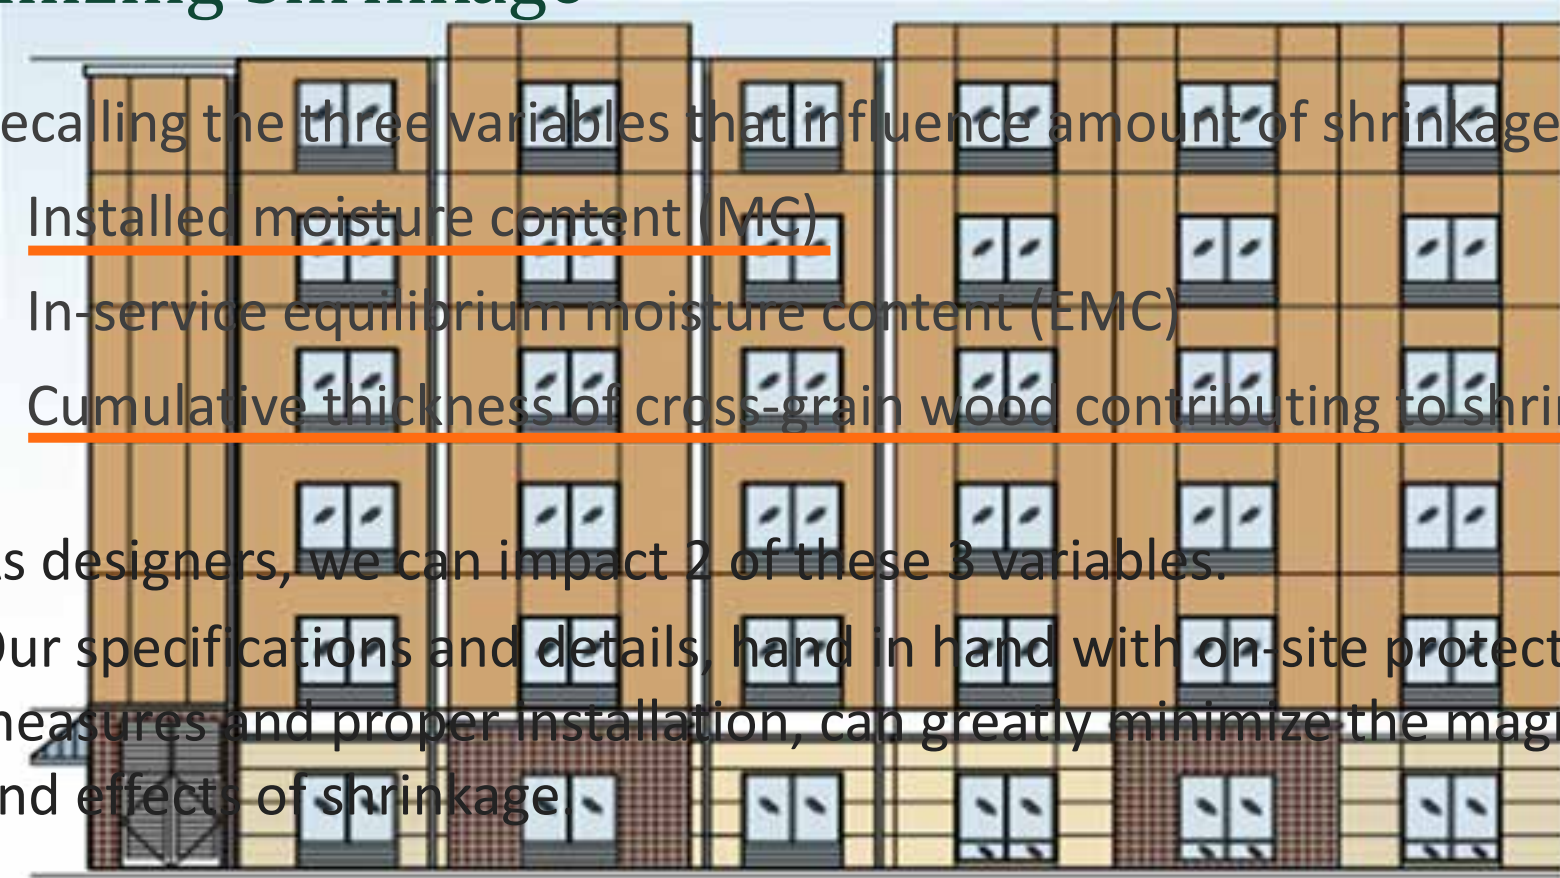 Shrinkage
ecalling the three variables that influence amount of shrinkage
Installed moisture content (MC)
In-service equilibrium moisture content (EMC)
Cumulative thickness of cross-grain wood contributing to shrin
s designers, we can impact 2 of these 3 variables.
Our specifications and details, hand in hand with on-site protect
measures and proper installation, can greatly minimize the magn
nd effects of shrinkage.